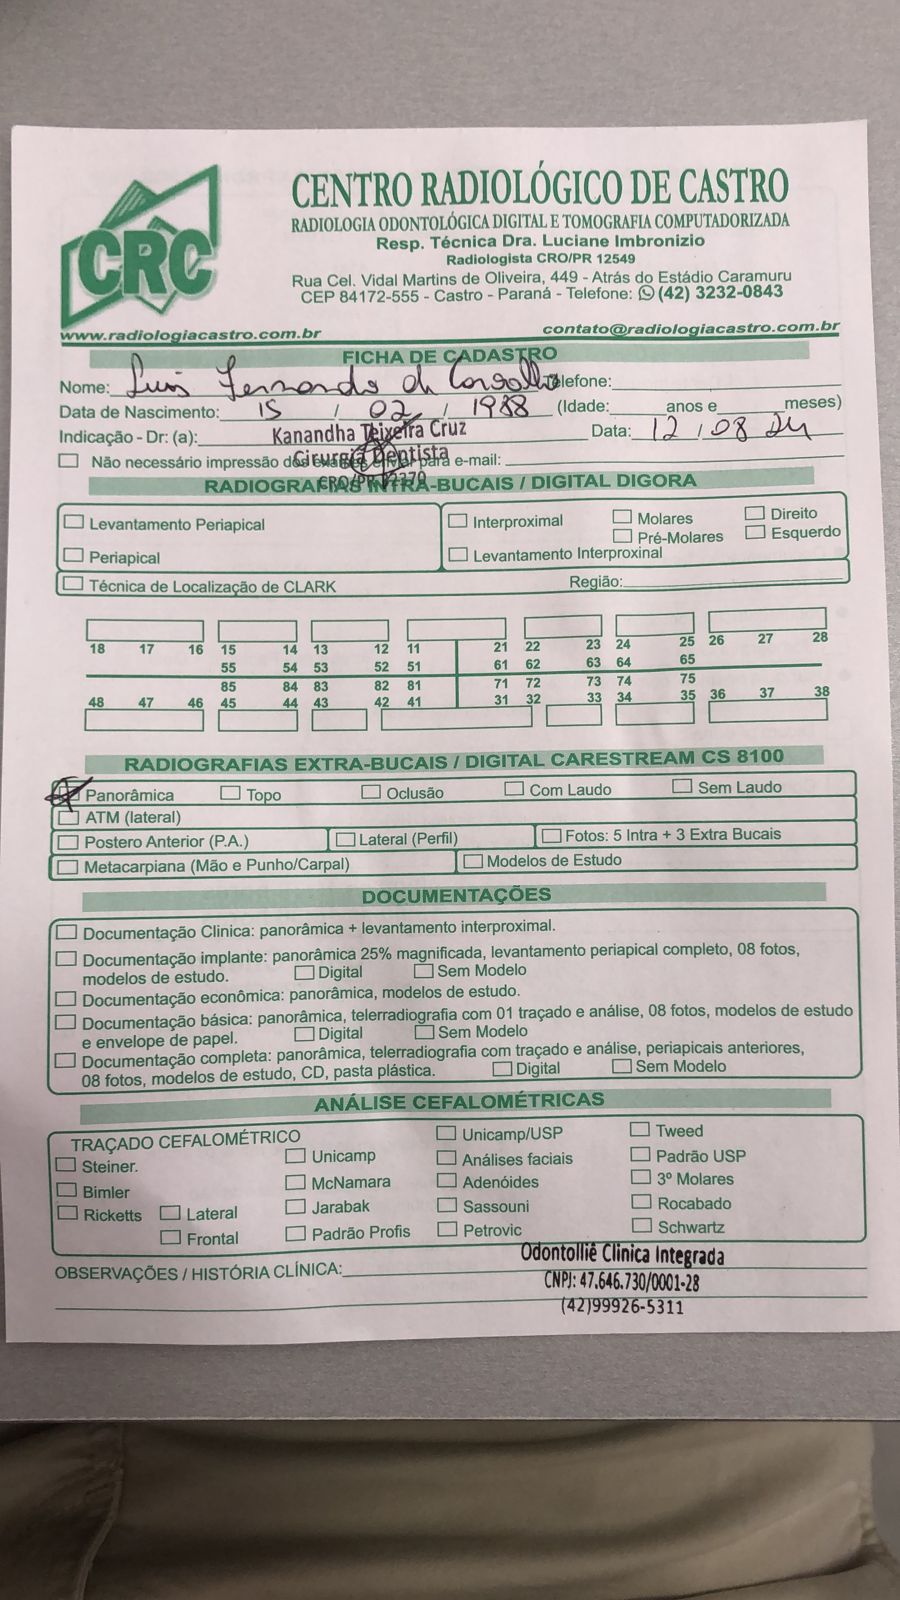 CRC
CENTRO RADIOLÓGICO DE CASTRO
RADIOLOGIA ODONTOLÓGICA DIGITAL E TOMOGRAFIA COMPUTADORIZADA
Resp. Técnica Dra. Luciane Imbronizio
Radiologista CRO/PR 12549
Rua Cel. Vidal Martins de Oliveira, 449 - Atrás do Estádio Caramuru
CEP 84172-555 - Castro - Paraná - Telefone: (42) 3232-0843
www.radiologiacastro.com.br contato@radiologiacastro.com.br
FICHA DE CADASTRO
Nome: Luis Fernando de Carvalho Telefone:
Data de Nascimento: 15 / 02 / 1988 (Idade: anos e meses)
Indicação - Dr: (a): Kanandha Teixeira Cruz Data: 12 / 08 24
Cirurgiã Dentista
Não necessário impressão dos exames enviar para e-mail:
CRO/PR
RADIOGRAFIAS INTRA-BUCAIS / DIGITAL DIGORA
Levantamento Periapical Interproximal Molares Direito
Pré-Molares Esquerdo
Periapical Levantamento Interproxinal
Técnica de Localização de CLARK Região:
18 17 16 15 14 13 12 11 21 22 23 24 25 26 27 28
55 54 53 52 51 61 62 63 64 65
85 84 83 82 81 71 72 73 74 75
48 47 46 45 44 43 42 41 31 32 33 34 35 36 37 38
RADIOGRAFIAS EXTRA-BUCAIS / DIGITAL CARESTREAM CS 8100
Panorâmica Topo Oclusão Com Laudo Sem Laudo
ATM (lateral)
Postero Anterior (P.A.) Lateral (Perfil) Fotos: 5 Intra + 3 Extra Bucais
Metacarpiana (Mão e Punho/Carpal) Modelos de Estudo
DOCUMENTAÇÕES
Documentação Clinica: panorâmica + levantamento interproximal.
Documentação implante: panorâmica 25% magnificada, levantamento periapical completo, 08 fotos,
modelos de estudo. Digital Sem Modelo
Documentação econômica: panorâmica, modelos de estudo.
Documentação básica: panorâmica, telerradiografia com 01 traçado e análise, 08 fotos, modelos de estudo
e envelope de papel. Digital Sem Modelo
Documentação completa: panorâmica, telerradiografia com traçado e análise, periapicais anteriores,
08 fotos, modelos de estudo, CD, pasta plástica. Digital Sem Modelo
ANÁLISE CEFALOMÉTRICAS
TRAÇADO CEFALOMÉTRICO Unicamp/USP Tweed
Steiner. Unicamp Análises faciais Padrão USP
Bimler McNamara Adenóides 3º Molares
Ricketts Lateral Jarabak Sassouni Rocabado
Frontal Padrão Profis Petrovic Schwartz
Odontolliê Clinica Integrada
OBSERVAÇÕES / HISTÓRIA CLÍNICA: CNPJ: 47.646.730/0001-28
(42)99926-5311